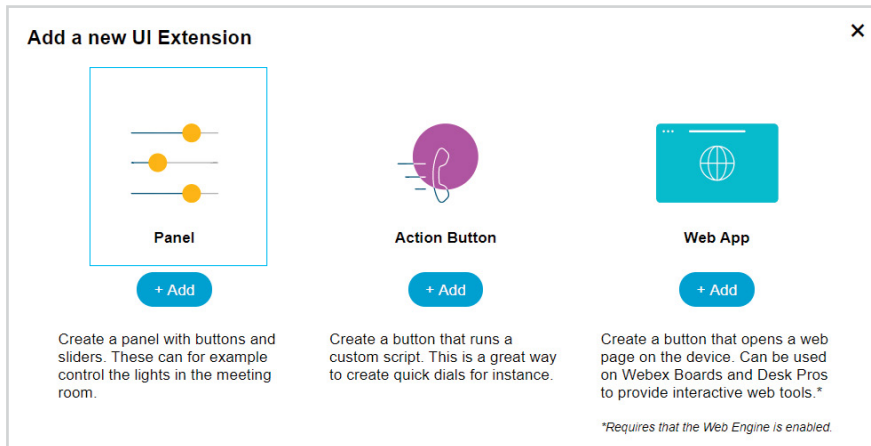 Add a new UI Extension
×
Panel
Action Button
Web App
+ Add
+ Add
+ Add
Create a panel with buttons and
sliders. These can for example
control the lights in the meeting
room.
Create a button that runs a
custom script. This is a great way
to create quick dials for instance.
Create a button that opens a web
page on the device. Can be used
on Webex Boards and Desk Pros
to provide interactive web tools.*
*Requires that the Web Engine is enabled.